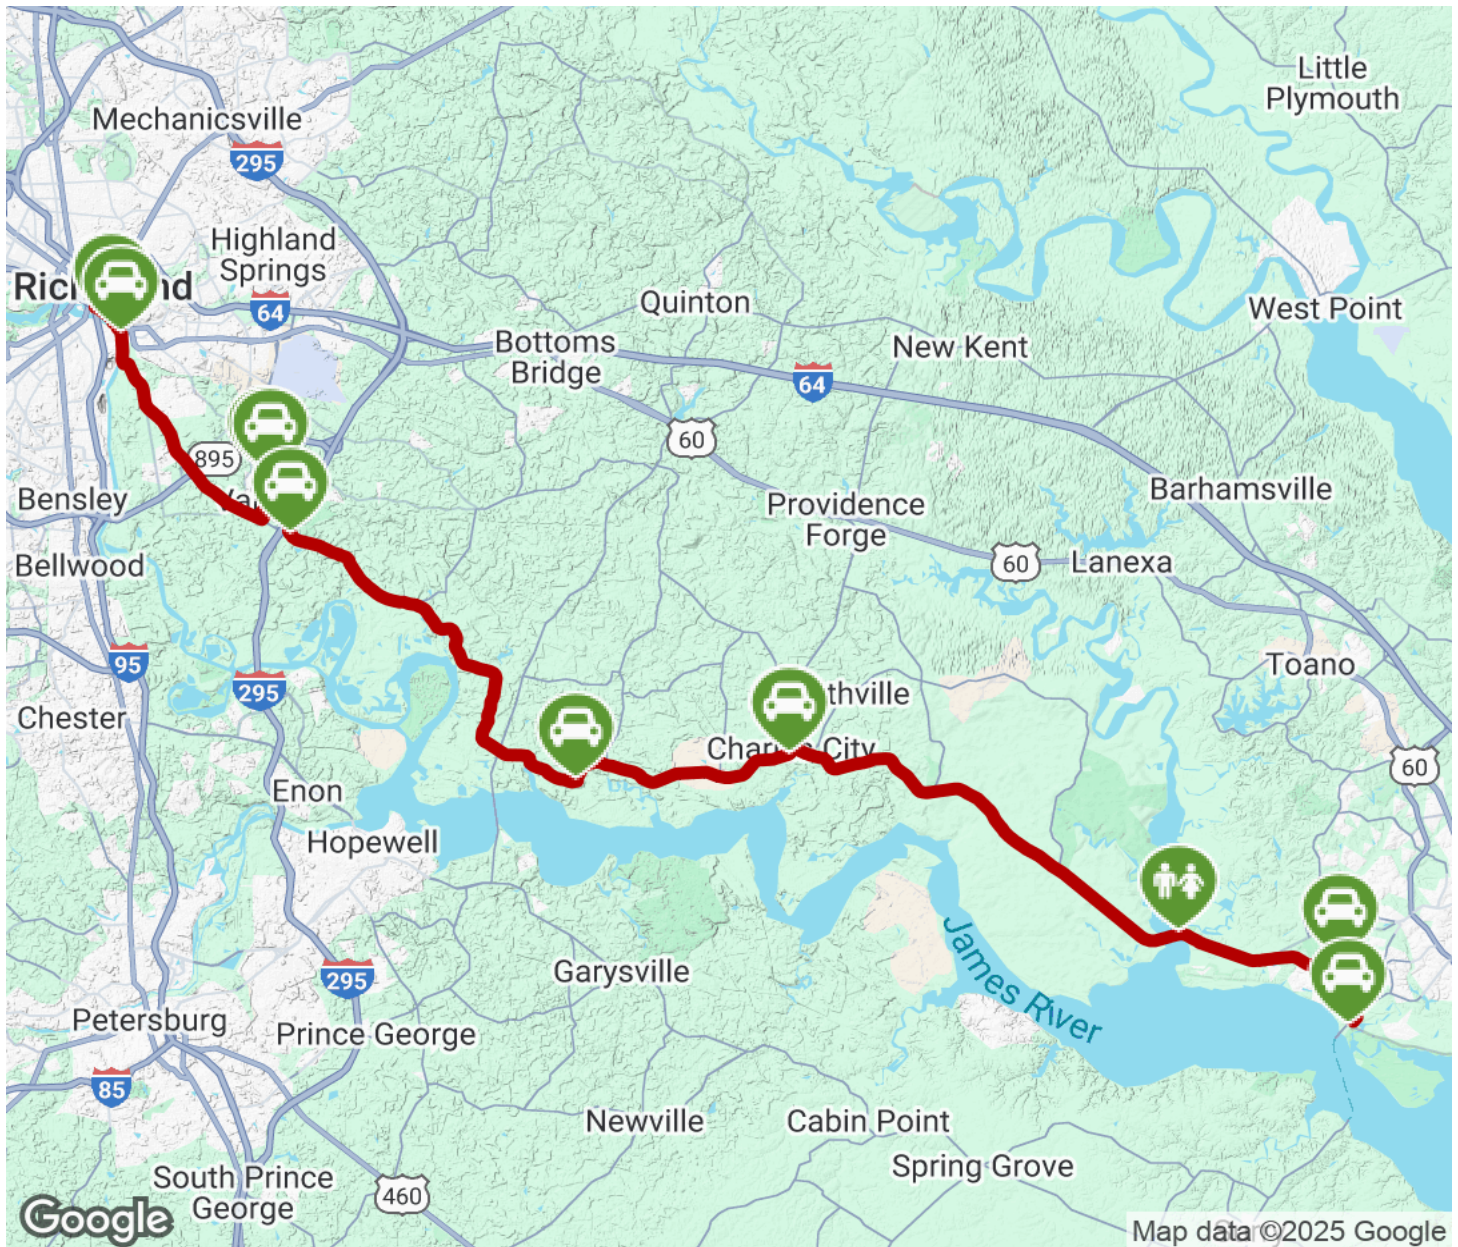 Little
Plymouth
Mechanicsville
295
Highland
Springs
Quinton
64
West Point
Bottoms
Bridge
New Kent
64
60
895
Bensley
Barhamsville
Providence
Forge
Bellwood
60
Lanexa
95
295
Toano
Chester
Charles City
60
Enon
Hopewell
James River
Garysville
295
Petersburg
Prince George
85
Newville
Cabin Point
Spring Grove
South Prince
George
460
Google
Map data ©2025 Google